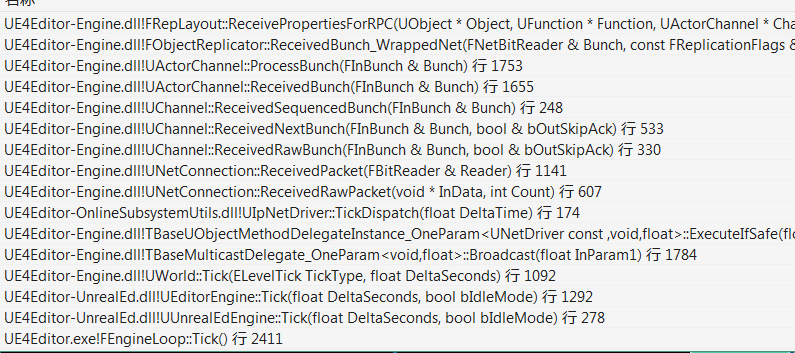 名称
UE4Editor-Engine.dll!FRepLayout::ReceivePropertiesForRPC(UObject * Object, UFunction * Function, UActorChannel * Cha
UE4Editor-Engine.dll!FObjectReplicator::ReceivedBunch_WrappedNet(FNetBitReader & Bunch, const FReplicationFlags &
UE4Editor-Engine.dll!UActorChannel::ProcessBunch(FInBunch & Bunch) 行 1753
UE4Editor-Engine.dll!UActorChannel::ReceivedBunch(FInBunch & Bunch) 行 1655
UE4Editor-Engine.dll!UChannel::ReceivedSequencedBunch(FInBunch & Bunch) 行 248
UE4Editor-Engine.dll!UChannel::ReceivedNextBunch(FInBunch & Bunch, bool & bOutSkipAck) 行 533
UE4Editor-Engine.dll!UChannel::ReceivedRawBunch(FInBunch & Bunch, bool & bOutSkipAck) 行 330
UE4Editor-Engine.dll!UNetConnection::ReceivedPacket(FBitReader & Reader) 行 1141
UE4Editor-Engine.dll!UNetConnection::ReceivedRawPacket(void * InData, int Count) 行 607
UE4Editor-OnlineSubsystemUtils.dll!UIpNetDriver::TickDispatch(float DeltaTime) 行 174
UE4Editor-Engine.dll!TBaseUObjectMethodDelegateInstance_OneParam<UNetDriver const ,void,float>::ExecuteIfSafe(flo
UE4Editor-Engine.dll!TBaseMulticastDelegate_OneParam<void,float>::Broadcast(float InParam1) 行 1784
UE4Editor-Engine.dll!UWorld::Tick(ELevelTick TickType, float DeltaSeconds) 行 1092
UE4Editor-UnrealEd.dll!UEditorEngine::Tick(float DeltaSeconds, bool bIdleMode) 行 1292
UE4Editor-UnrealEd.dll!UUnrealEdEngine::Tick(float DeltaSeconds, bool bIdleMode) 行 278
UE4Editor.exe!FEngineLoop::Tick() 行 2411